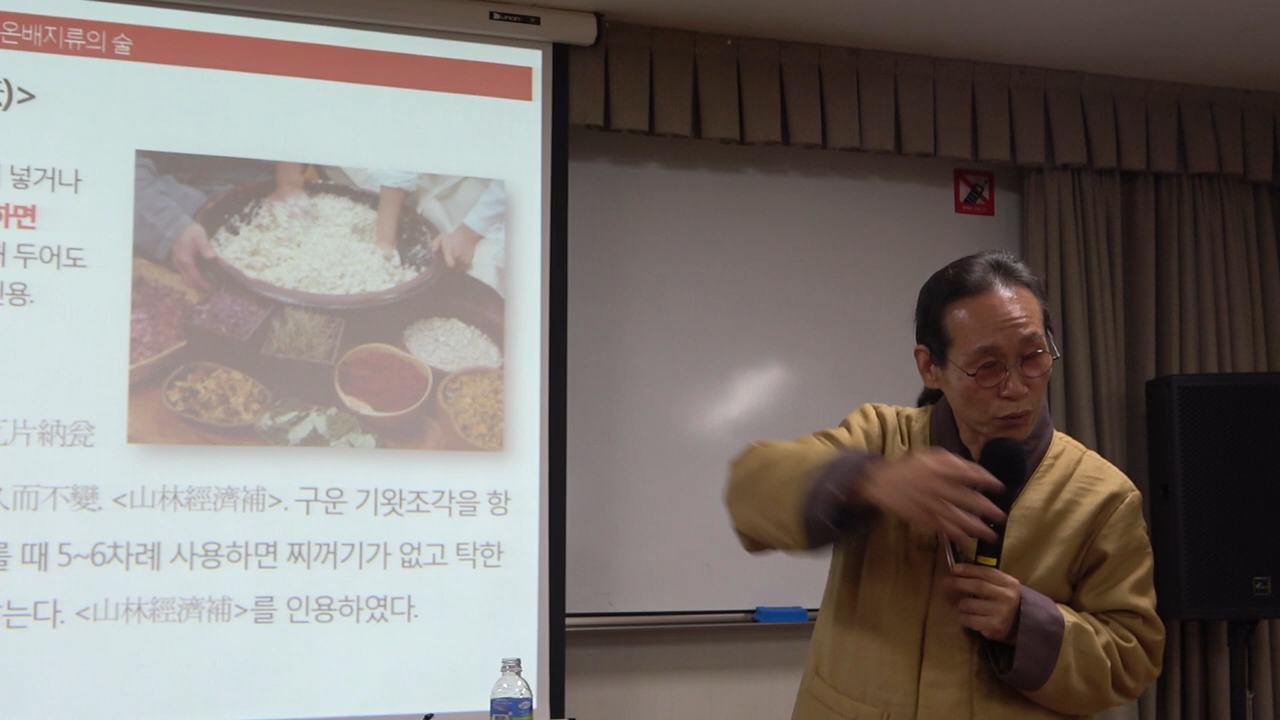 온배지류의 술
)>
넣거나
하면
두어도
용.
片納瓮
久而不變. <山林經濟補>. 구운 기왓조각을 항
를 때 5~6차례 사용하면 찌꺼기가 없고 탁한
는다. <山林經濟補>를 인용하였다.